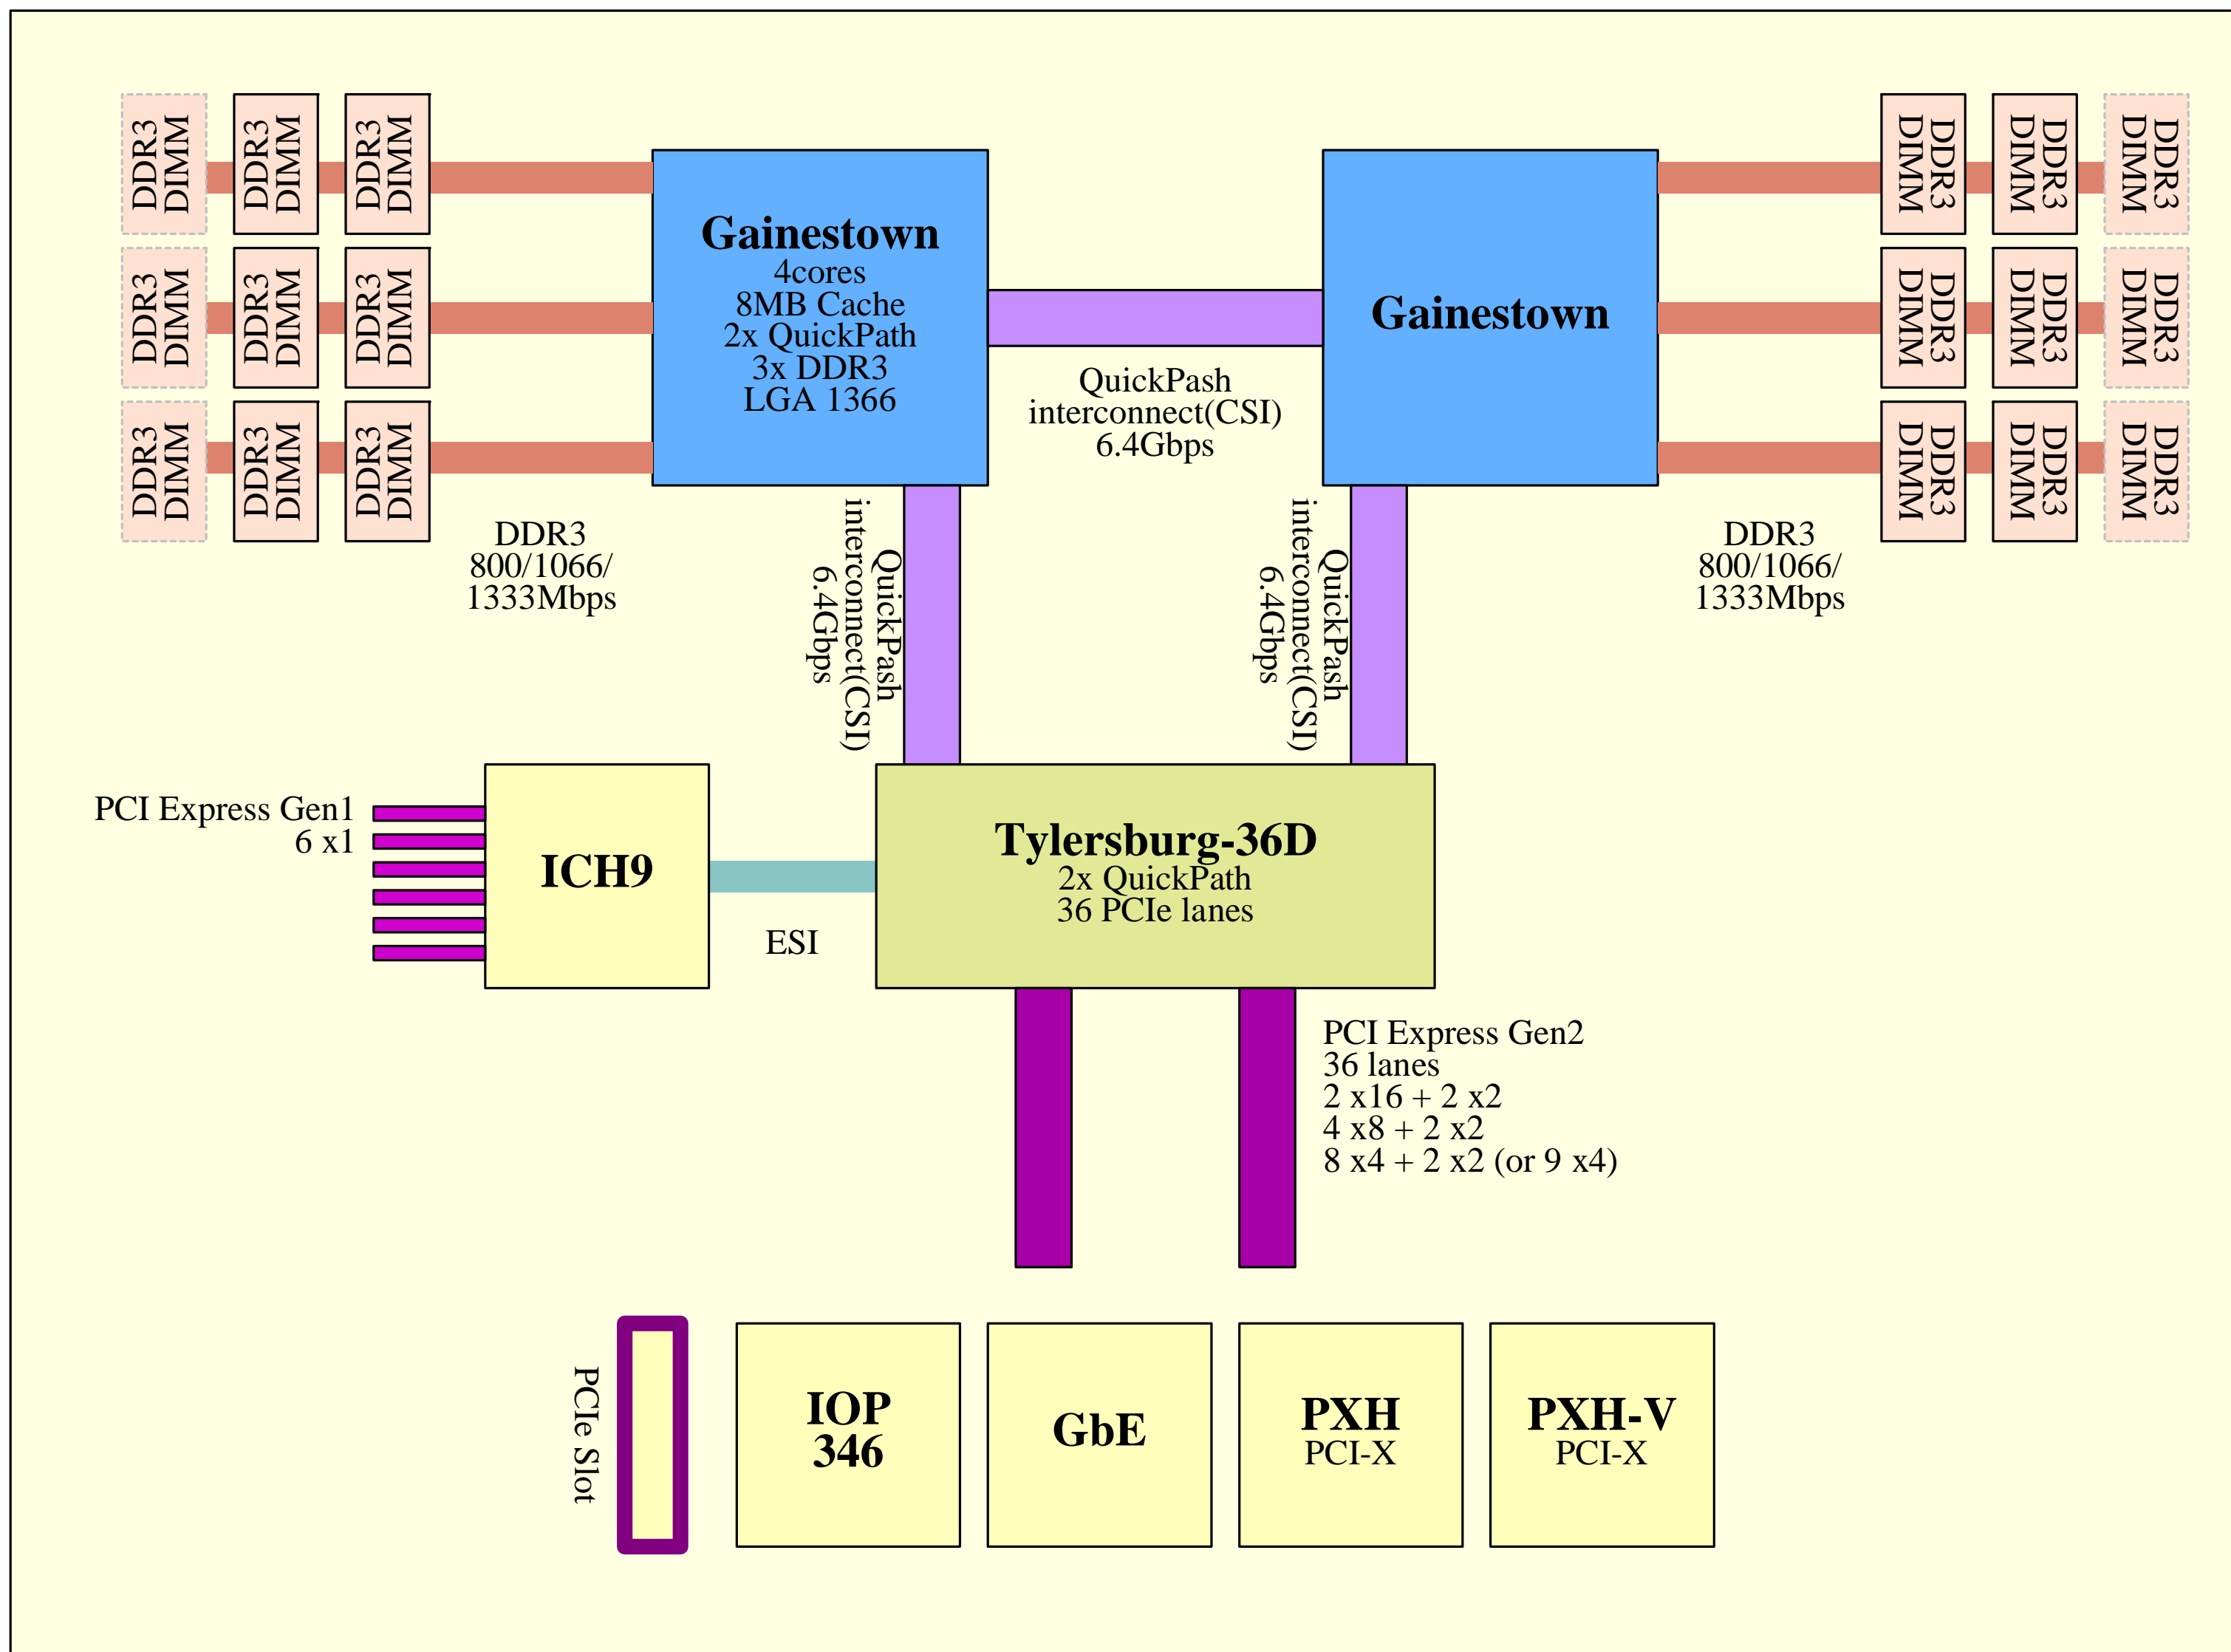 DDR3
DIMM
DDR3
DIMM
DDR3
DIMM
DDR3
DIMM
DDR3
DIMM
DDR3
DIMM
DDR3
DIMM
DDR3
DIMM
DDR3
DIMM
DDR3
800/1066/
1333Mbps
Gainestown
4cores
8MB Cache
2x QuickPath
3x DDR3
LGA 1366
QuickPash
interconnect(CSI)
6.4Gbps
Gainestown
DDR3
DIMM
DDR3
DIMM
DDR3
DIMM
DDR3
DIMM
DDR3
DIMM
DDR3
DIMM
DDR3
DIMM
DDR3
DIMM
DDR3
DIMM
DDR3
800/1066/
1333Mbps
QuickPash
interconnect(CSI)
6.4Gbps
QuickPash
interconnect(CSI)
6.4Gbps
PCI Express Gen1
6 x1
ICH9
ESI
Tylersburg-36D
2x QuickPath
36 PCIe lanes
PCI Express Gen2
36 lanes
2 x16 + 2 x2
4 x8 + 2 x2
8 x4 + 2 x2 (or 9 x4)
PCIe Slot
IOP
346
GbE
PXH
PCI-X
PXH-V
PCI-X